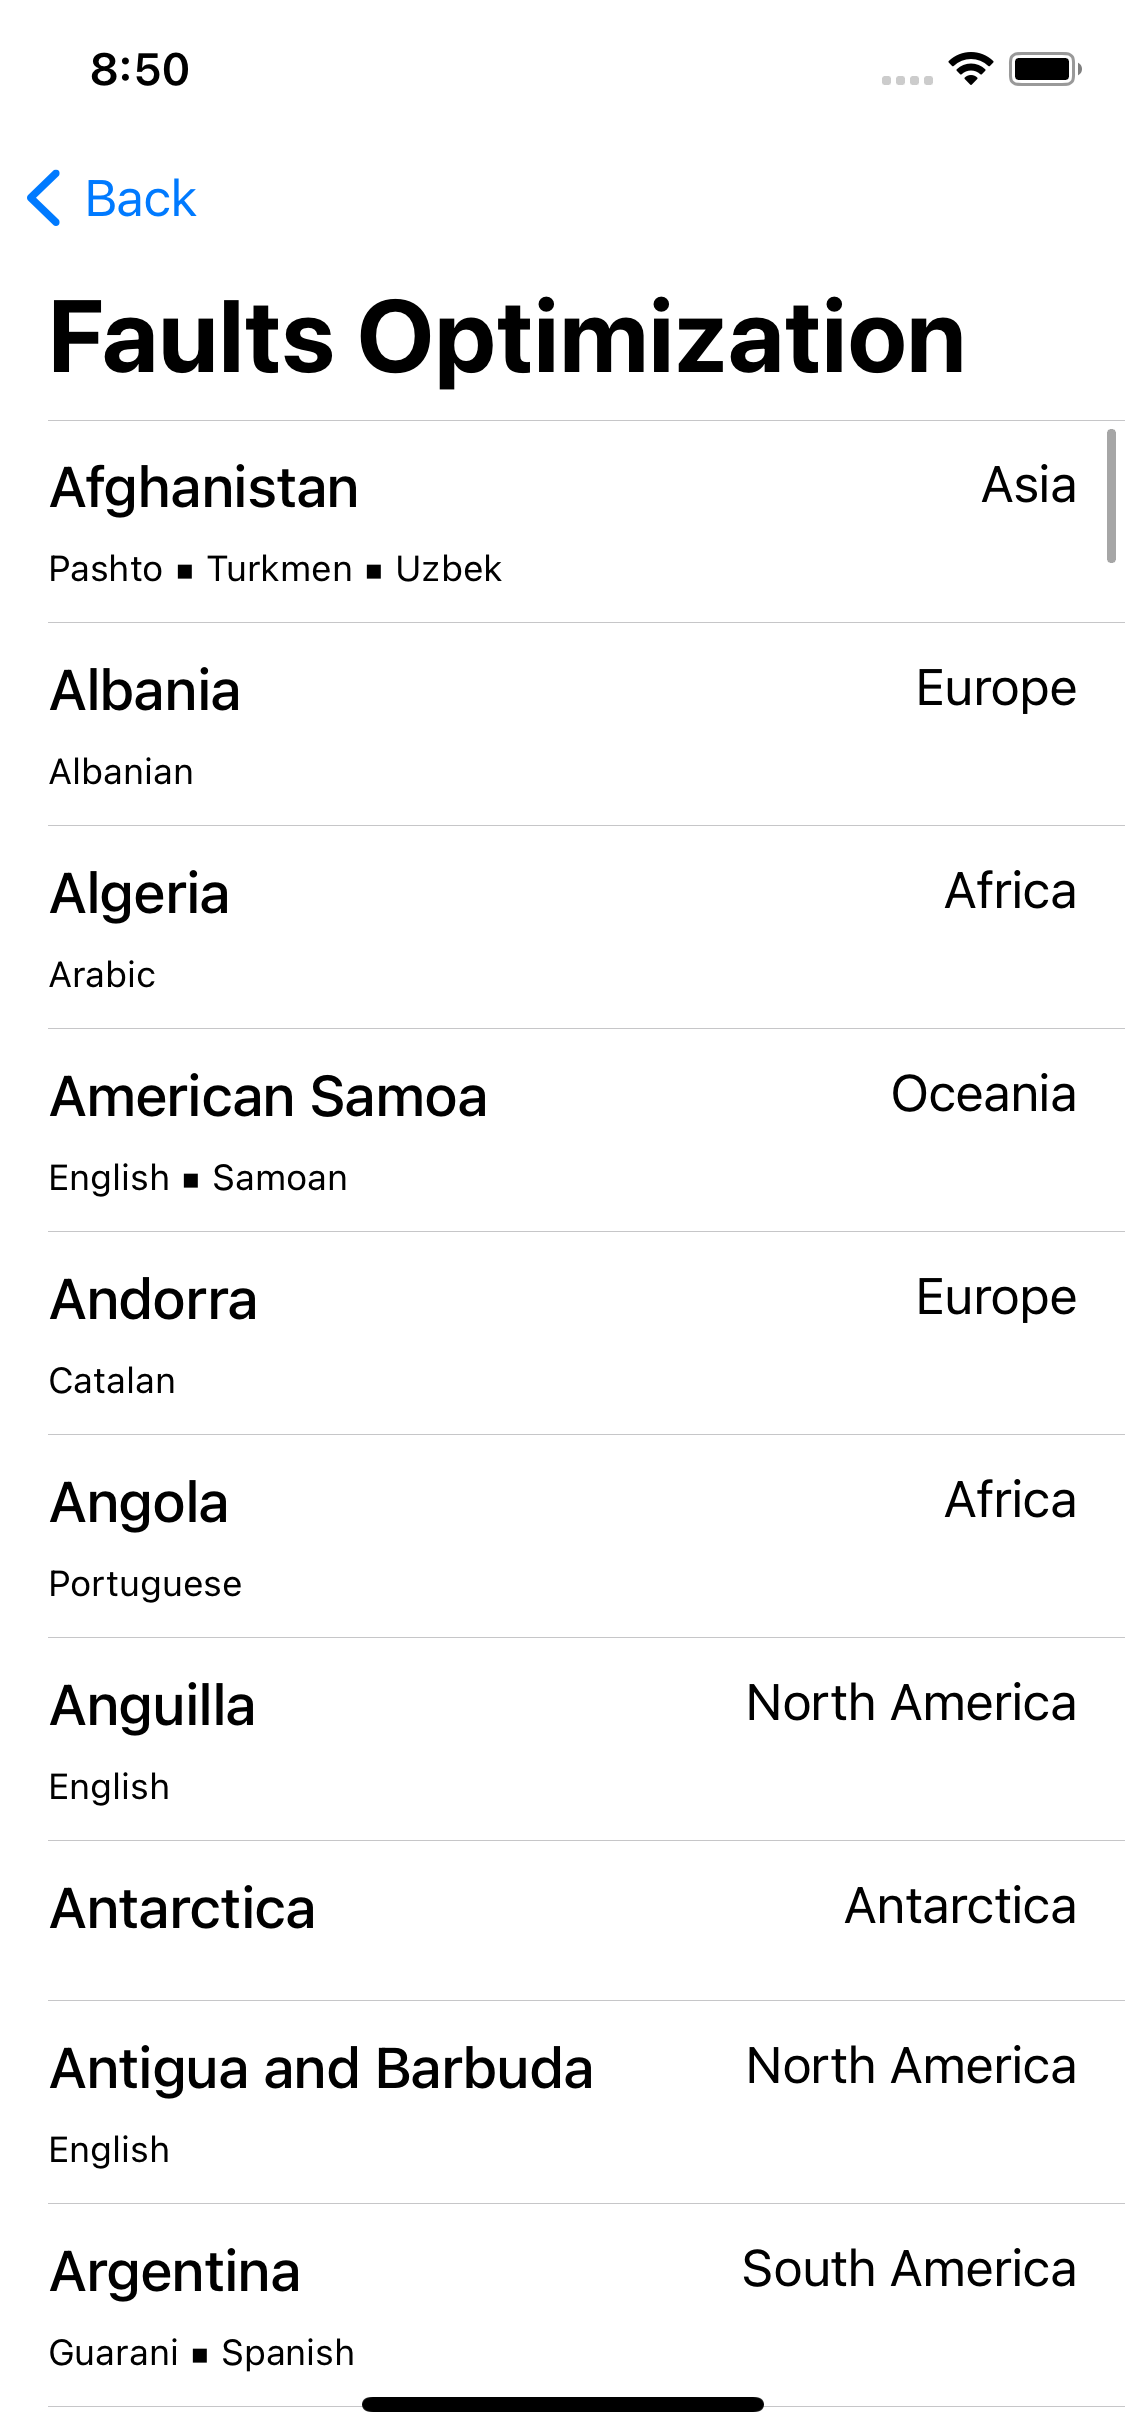 8:50
Back
Faults Optimization
Afghanistan Asia
Pashto ▪ Turkmen ▪ Uzbek
Albania Europe
Albanian
Algeria Africa
Arabic
American Samoa Oceania
English ▪ Samoan
Andorra Europe
Catalan
Angola Africa
Portuguese
Anguilla North America
English
Antarctica Antarctica
Antigua and Barbuda North America
English
Argentina South America
Guarani ▪ Spanish